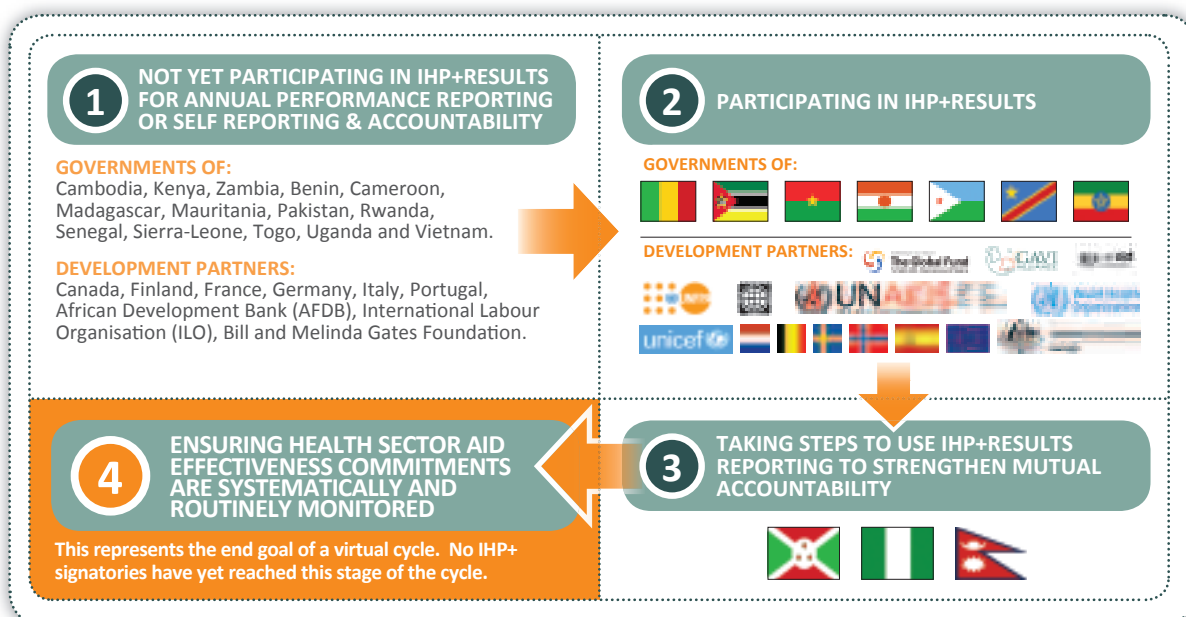 1
NOT YET PARTICIPATING IN IHP+RESULTS
FOR ANNUAL PERFORMANCE REPORTING
OR SELF REPORTING & ACCOUNTABILITY
GOVERNMENTS OF:
Cambodia, Kenya, Zambia, Benin, Cameroon,
Madagascar, Mauritania, Pakistan, Rwanda,
Senegal, Sierra-Leone, Togo, Uganda and Vietnam.
DEVELOPMENT PARTNERS:
Canada, Finland, France, Germany, Italy, Portugal,
African Development Bank (AFDB), International Labour
Organisation (ILO), Bill and Melinda Gates Foundation.
2
PARTICIPATING IN IHP+RESULTS
GOVERNMENTS OF:
DEVELOPMENT PARTNERS:
The Global Fund
GAVI
UNAIDS
unicef
3
TAKING STEPS TO USE IHP+RESULTS
REPORTING TO STRENGTHEN MUTUAL
ACCOUNTABILITY
4
ENSURING HEALTH SECTOR AID
EFFECTIVENESS COMMITMENTS
ARE SYSTEMATICALLY AND
ROUTINELY MONITORED
This represents the end goal of a virtual cycle. No IHP+
signatories have yet reached this stage of the cycle.